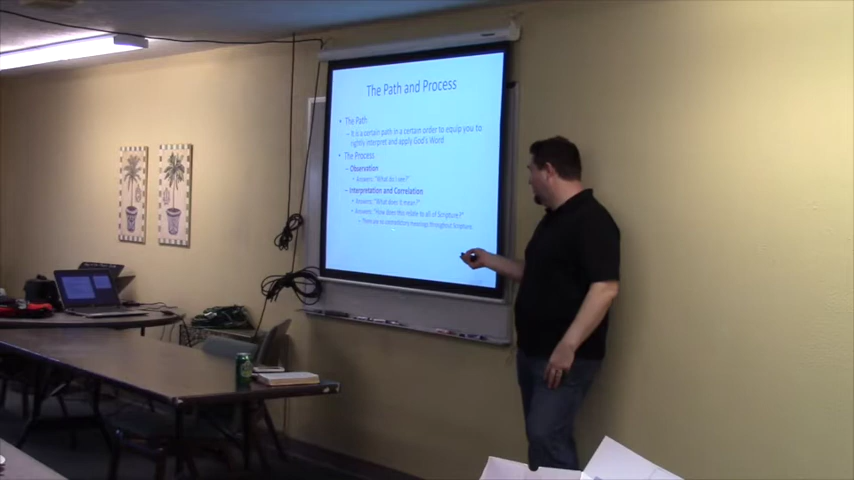 The Path and Process
• The Path
– It is a certain path in a certain order to equip you to
rightly interpret and apply God's Word
• The Process
– Observation
• Answers: "What do I see?"
– Interpretation and Correlation
• Answers: "What does it mean?"
• Answers: "How does this relate to all of Scripture?"
throughout Scripture